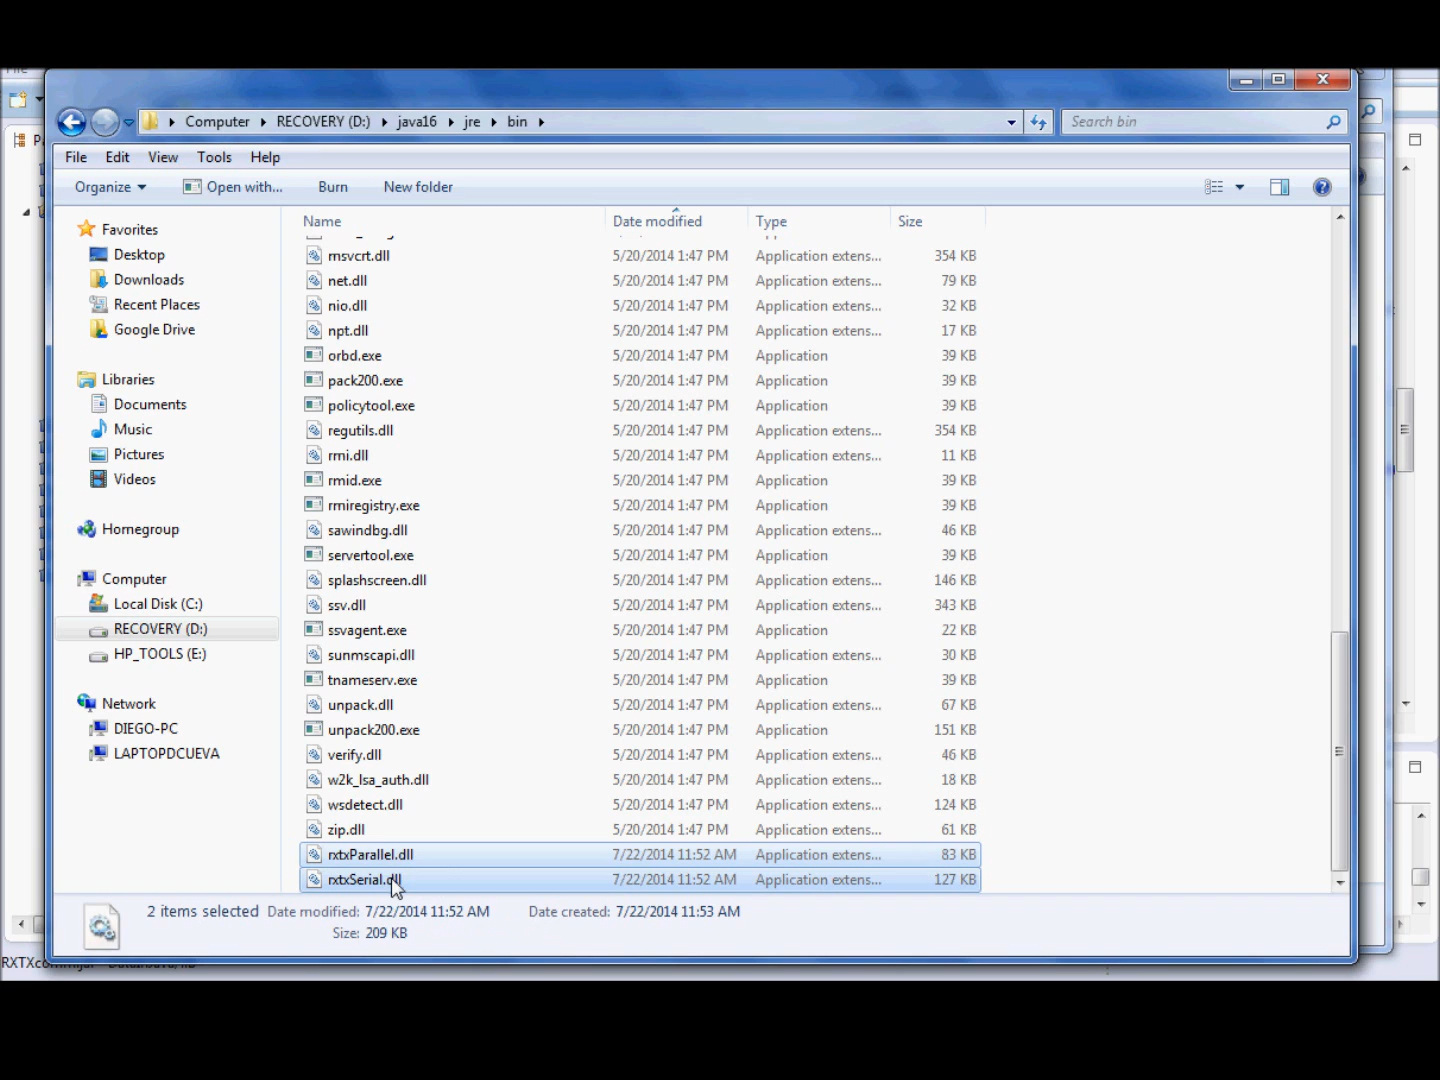 Computer ▸ RECOVERY (D:) ▸ java16 ▸ jre ▸ bin ▸
Search bin
File Edit View Tools Help
Organize Open with... Burn New folder
Name Date modified Type Size
msvcrt.dll 5/20/2014 1:47 PM Application extens... 354 KB
net.dll 5/20/2014 1:47 PM Application extens... 79 KB
nio.dll 5/20/2014 1:47 PM Application extens... 32 KB
npt.dll 5/20/2014 1:47 PM Application extens... 17 KB
orbd.exe 5/20/2014 1:47 PM Application 39 KB
pack200.exe 5/20/2014 1:47 PM Application 39 KB
policytool.exe 5/20/2014 1:47 PM Application 39 KB
regutils.dll 5/20/2014 1:47 PM Application extens... 354 KB
rmi.dll 5/20/2014 1:47 PM Application extens... 11 KB
rmid.exe 5/20/2014 1:47 PM Application 39 KB
rmiregistry.exe 5/20/2014 1:47 PM Application 39 KB
sawindbg.dll 5/20/2014 1:47 PM Application extens... 46 KB
servertool.exe 5/20/2014 1:47 PM Application 39 KB
splashscreen.dll 5/20/2014 1:47 PM Application extens... 146 KB
ssv.dll 5/20/2014 1:47 PM Application extens... 343 KB
ssvagent.exe 5/20/2014 1:47 PM Application 22 KB
sunmscapi.dll 5/20/2014 1:47 PM Application extens... 30 KB
tnameserv.exe 5/20/2014 1:47 PM Application 39 KB
unpack.dll 5/20/2014 1:47 PM Application extens... 67 KB
unpack200.exe 5/20/2014 1:47 PM Application 151 KB
verify.dll 5/20/2014 1:47 PM Application extens... 46 KB
w2k_lsa_auth.dll 5/20/2014 1:47 PM Application extens... 18 KB
wsdetect.dll 5/20/2014 1:47 PM Application extens... 124 KB
zip.dll 5/20/2014 1:47 PM Application extens... 61 KB
rxtxParallel.dll 7/22/2014 11:52 AM Application extens... 83 KB
rxtxSerial.dll 7/22/2014 11:52 AM Application extens... 127 KB
Favorites
Desktop
Downloads
Recent Places
Google Drive
Libraries
Documents
Music
Pictures
Videos
Homegroup
Computer
Local Disk (C:)
RECOVERY (D:)
HP_TOOLS (E:)
Network
DIEGO-PC
LAPTOPDCUEVA
2 items selected Date modified: 7/22/2014 11:52 AM Date created: 7/22/2014 11:53 AM
Size: 209 KB